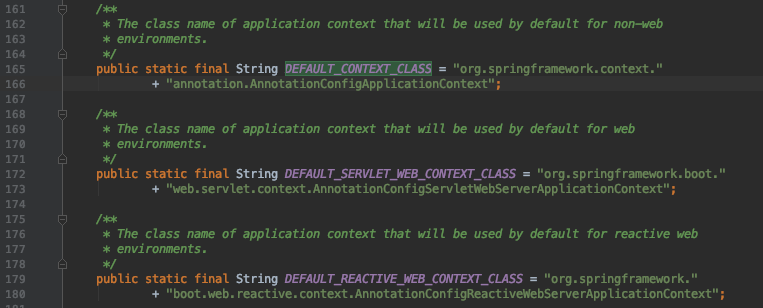 161 /**
162 * The class name of application context that will be used by default for non-web
163 * environments.
164 */
165 public static final String DEFAULT_CONTEXT_CLASS = "org.springframework.context."
166 + "annotation.AnnotationConfigApplicationContext";
167
168 /**
169 * The class name of application context that will be used by default for web
170 * environments.
171 */
172 public static final String DEFAULT_SERVLET_WEB_CONTEXT_CLASS = "org.springframework.boot."
173 + "web.servlet.context.AnnotationConfigServletWebServerApplicationContext";
174
175 /**
176 * The class name of application context that will be used by default for reactive web
177 * environments.
178 */
179 public static final String DEFAULT_REACTIVE_WEB_CONTEXT_CLASS = "org.springframework."
180 + "boot.web.reactive.context.AnnotationConfigReactiveWebServerApplicationContext";